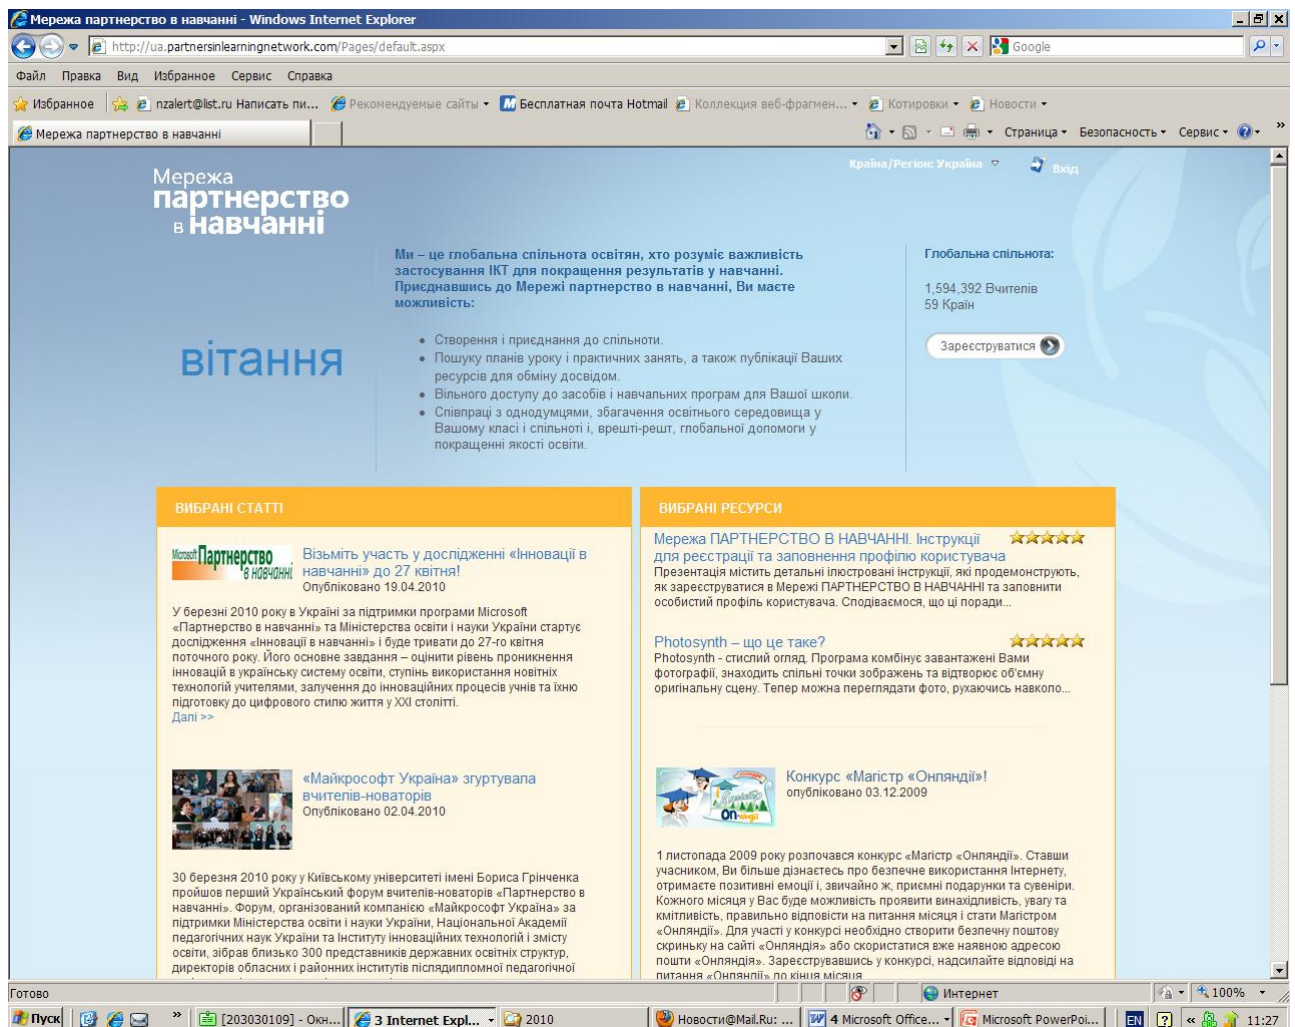 Мережа партнерство в навчанні - Windows Internet Explorer
http://ua.partnersinlearningnetwork.com/Pages/default.aspx
Google
Файл Правка Вид Избранное Сервис Справка
Избранное nzalert@list.ru Написать пи... Рекомендуемые сайты Бесплатная почта Hotmail Коллекция веб-фрагмен... Котировки Новости
Мережа партнерство в навчанні
Страница Безопасность Сервис »
Країна/Регіон: Україна Вхід
Мережа
партнерство
в навчанні
Ми – це глобальна спільнота освітян, хто розуміє важливість
застосування ІКТ для покращення результатів у навчанні.
Приєднавшись до Мережі партнерство в навчанні, Ви маєте
можливість:
вітання
• Створення і приєднання до спільноти.
• Пошуку планів уроку і практичних занять, а також публікації Ваших
ресурсів для обміну досвідом.
• Вільного доступу до засобів і навчальних програм для Вашої школи.
• Співпраці з однодумцями, збагачення освітнього середовища у
Вашому класі і спільноті і, врешті-решт, глобальної допомоги у
покращенні якості освіти.
Глобальна спільнота:
1,594,392 Вчителів
59 Країн
Зареєструватися
ВИБРАНІ СТАТТІ
Microsoft Партнерство
в навчанні
Візьміть участь у дослідженні «Інновації в
навчанні» до 27 квітня!
Опубліковано 19.04.2010
У березні 2010 року в Україні за підтримки програми Microsoft
«Партнерство в навчанні» та Міністерства освіти і науки України стартує
дослідження «Інновації в навчанні» і буде тривати до 27-го квітня
поточного року. Його основне завдання – оцінити рівень проникнення
інновацій в українську систему освіти, ступінь використання новітніх
технологій учителями, залучення до інноваційних процесів учнів та їхню
підготовку до цифрового стилю життя у XXI столітті.
Далі >>
«Майкрософт Україна» згуртувала
вчителів-новаторів
Опубліковано 02.04.2010
30 березня 2010 року у Київському університеті імені Бориса Грінченка
пройшов перший Український форум вчителів-новаторів «Партнерство в
навчанні». Форум, організований компанією «Майкрософт Україна» за
підтримки Міністерства освіти і науки України, Національної Академії
педагогічних наук України та Інституту інноваційних технологій і змісту
освіти, зібрав близько 300 представників державних освітніх структур,
директорів обласних і районних інститутів післядипломної педагогічної
ВИБРАНІ РЕСУРСИ
Мережа ПАРТНЕРСТВО В НАВЧАННІ. Інструкції
для реєстрації та заповнення профілю користувача
Презентація містить детальні ілюстровані інструкції, які продемонструють,
як зареєструватися в Мережі ПАРТНЕРСТВО В НАВЧАННІ та заповнити
особистий профіль користувача. Сподіваємося, що ці поради...
Photosynth – що це таке?
Photosynth - стислий огляд. Програма комбінує завантажені Вами
фотографії, знаходить спільні точки зображень та відтворює об'ємну
оригінальну сцену. Тепер можна переглядати фото, рухаючись навколо...
Конкурс «Магістр «Онляндії»!
опубліковано 03.12.2009
1 листопада 2009 року розпочався конкурс «Магістр «Онляндії». Ставши
учасником, Ви більше дізнаєтесь про безпечне використання Інтернету,
отримаєте позитивні емоції і, звичайно ж, приємні подарунки та сувеніри.
Кожного місяця у Вас буде можливість проявити винахідливість, увагу та
кмітливість, правильно відповісти на питання місяця і стати Магістром
«Онляндії». Для участі у конкурсі необхідно створити безпечну поштову
скриньку на сайті «Онляндія» або скористатися вже наявною адресою
пошти «Онляндія». Зареєструвавшись у конкурсі, надсилайте відповіді на
питання «Онляндії» до кінця місяця
Готово Интернет 100%
Пуск » [203030109] - Окн... 3 Internet Expl... 2010 Новости@Mail.Ru: ... 4 Microsoft Office... Microsoft PowerPoi... EN « 11:27